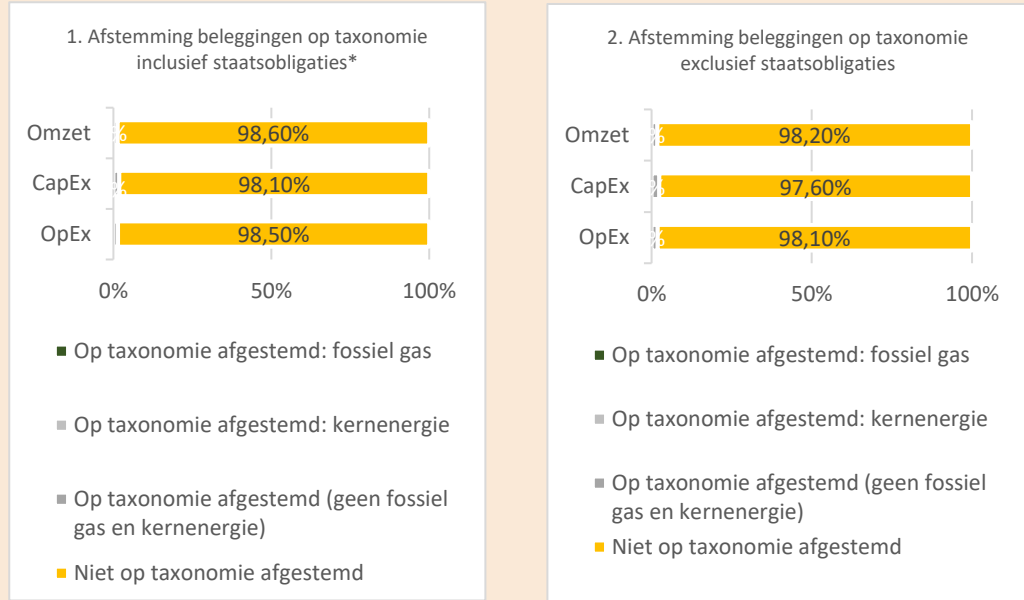 1. Afstemming beleggingen op taxonomie
inclusief staatsobligaties*
Omzet
98,60%
CapEx
98,10%
OpEx
98,50%
0%
50%
100%
Op taxonomie afgestemd: fossiel gas
Op taxonomie afgestemd: kernenergie
Op taxonomie afgestemd (geen fossiel
gas en kernenergie)
Niet op taxonomie afgestemd
2. Afstemming beleggingen op taxonomie
exclusief staatsobligaties
Omzet
98,20%
CapEx
97,60%
OpEx
98,10%
0%
50%
100%
Op taxonomie afgestemd: fossiel gas
Op taxonomie afgestemd: kernenergie
Op taxonomie afgestemd (geen fossiel
gas en kernenergie)
Niet op taxonomie afgestemd